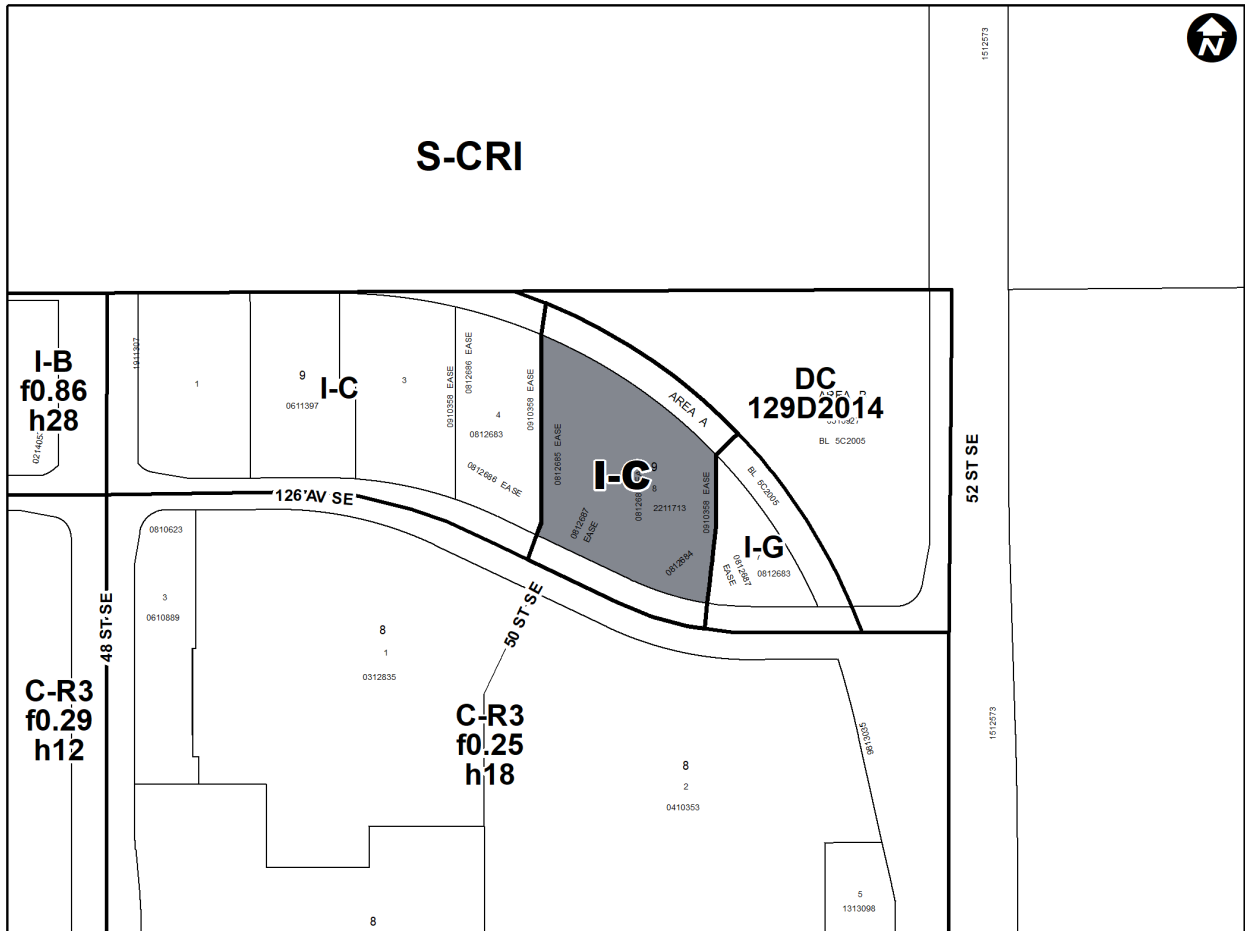 1512573
N
S-CRI
I-B
f0.86
h28
1911307
1
9
0611397
I-C
3
0910358 EASE
0812686 EASE
4
0812683
0812686 EASE
0910358 EASE
0812685 EASE
AREA A
DC
129D2014
BL 5C2005
I-C
9
8
2211713
0812687
EASE
0910358 EASE
0812684
BL 5C2005
I-G
0812687
EASE
0812683
52 ST SE
126 AV SE
0810623
3
0610889
48 ST SE
50 ST SE
8
1
0312835
C-R3
f0.29
h12
C-R3
f0.25
h18
8
2
0410353
9813035
1512573
5
1313098
8